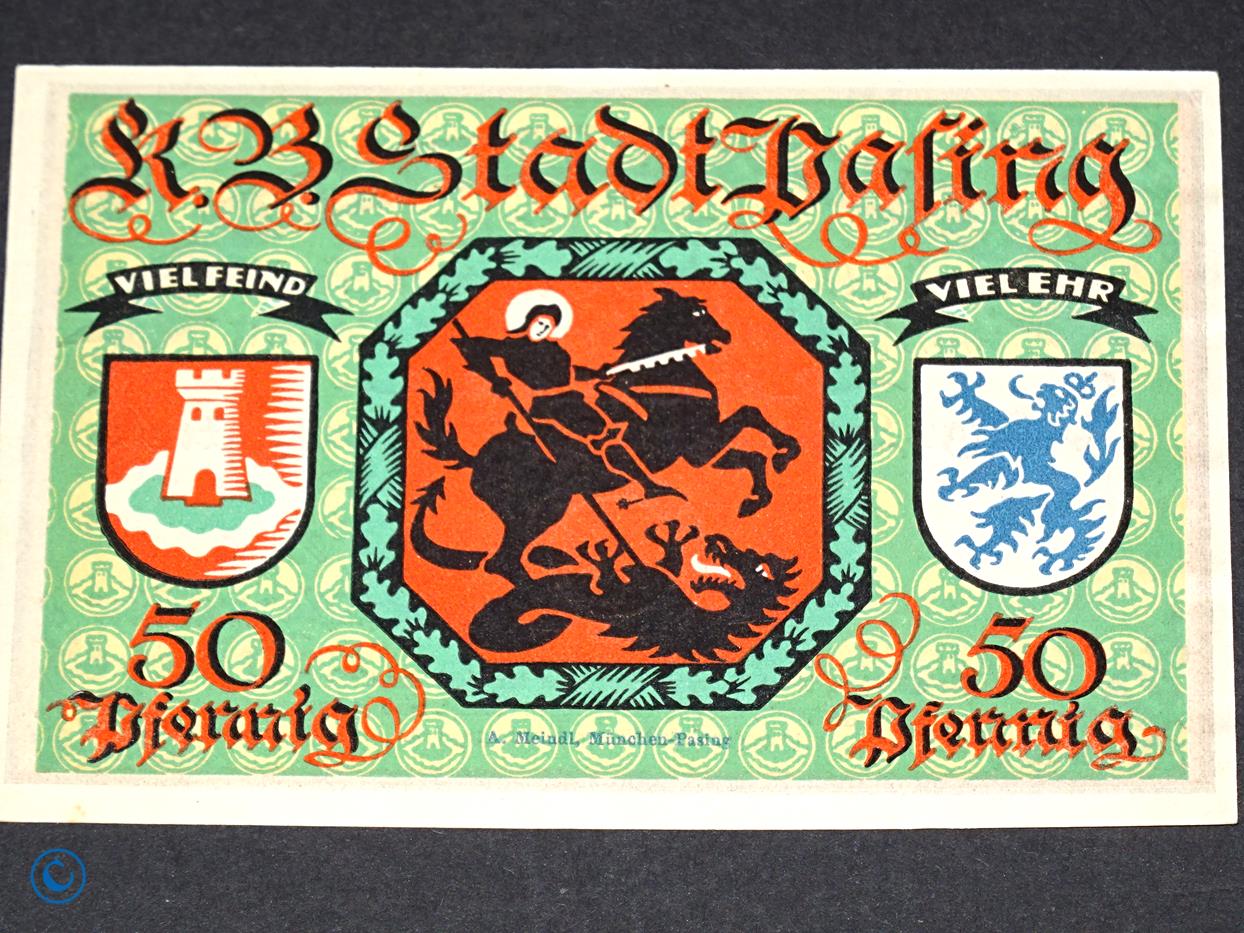 K. B. Stadt Pasing
VIEL FEIND
VIEL EHR
50
Pfennig
50
Pfennig
A. Meindl, München-Pasing